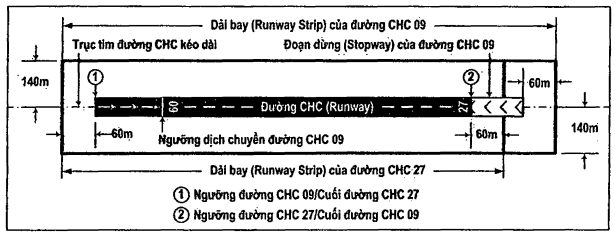 Dải bay (Runway Strip) của đường CHC 09
Trục tim đường CHC kéo dài
Đoạn dừng (Stopway) của đường CHC 09
140m
1
2
60m
60
Đường CHC (Runway)
27
60m
60m
140m
Ngưỡng dịch chuyển đường CHC 09
Dải bay (Runway Strip) của đường CHC 27
1 Ngưỡng đường CHC 09/Cuối đường CHC 27
2 Ngưỡng đường CHC 27/Cuối đường CHC 09